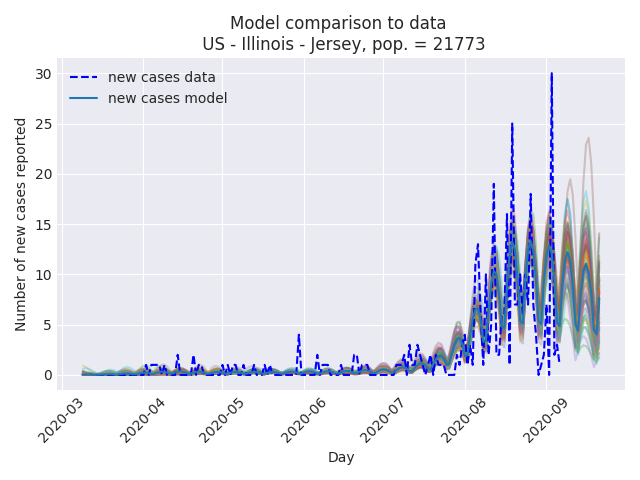 Model comparison to data
US - Illinois - Jersey, pop. = 21773
new cases data
new cases model
Number of new cases reported
30
25
20
15
10
5
0
2020-03
2020-04
2020-05
2020-06
2020-07
2020-08
2020-09
Day